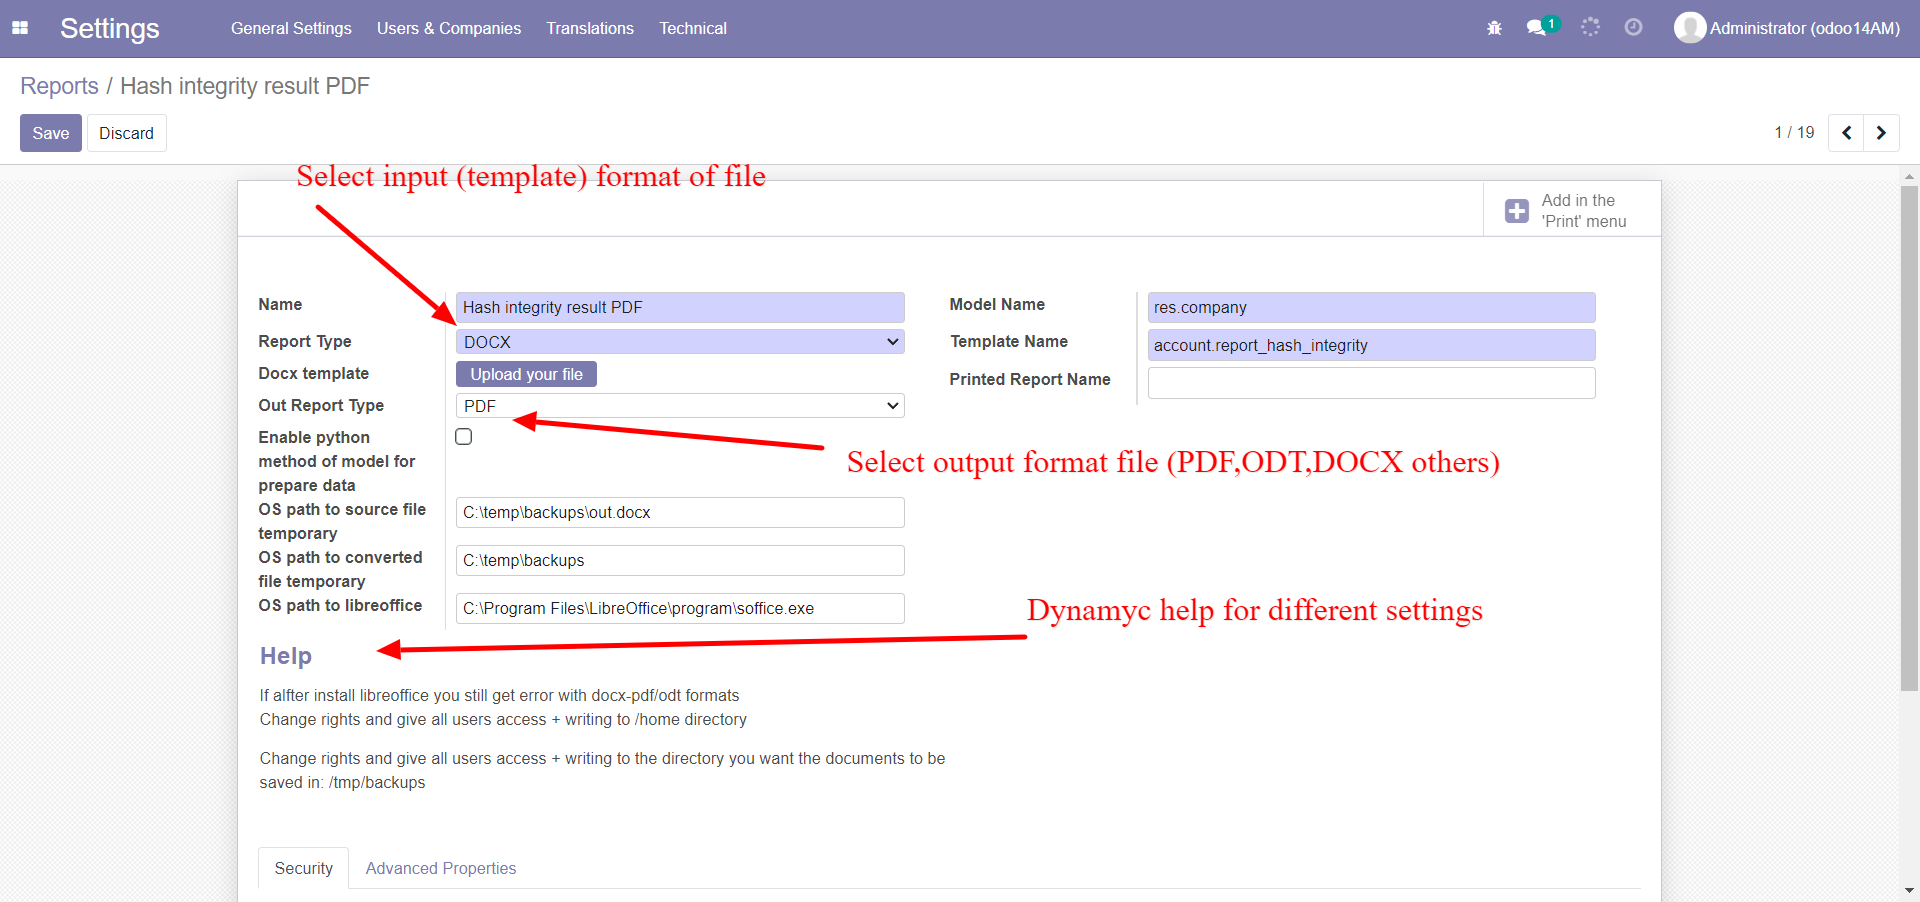 Settings General Settings Users & Companies Translations Technical 1 Administrator (odoo14AM)
Reports / Hash integrity result PDF
Save Discard 1 / 19
Select input (template) format of file
Add in the
'Print' menu
Name Hash integrity result PDF
Report Type DOCX
Docx template Upload your file
Out Report Type PDF
Enable python
method of model for
prepare data
OS path to source file
temporary
C:\temp\backups\out.docx
OS path to converted
file temporary
C:\temp\backups
OS path to libreoffice C:\Program Files\LibreOffice\program\soffice.exe
Model Name res.company
Template Name account.report_hash_integrity
Printed Report Name
Select output format file (PDF,ODT,DOCX others)
Dynamyc help for different settings
Help
If alfter install libreoffice you still get error with docx-pdf/odt formats
Change rights and give all users access + writing to /home directory
Change rights and give all users access + writing to the directory you want the documents to be
saved in: /tmp/backups
Security Advanced Properties